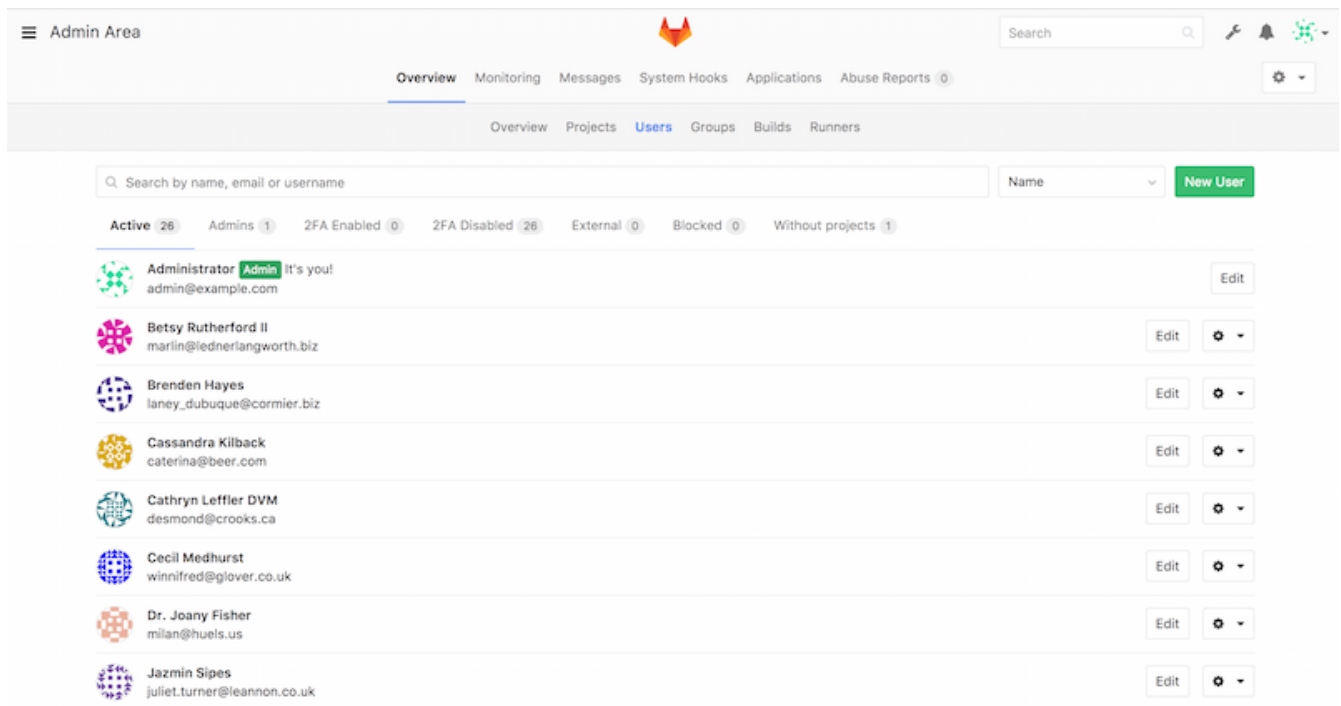 Admin Area
Search
Overview Monitoring Messages System Hooks Applications Abuse Reports 0
Overview Projects Users Groups Builds Runners
Search by name, email or username
Name
New User
Active 26 Admins 1 2FA Enabled 0 2FA Disabled 26 External 0 Blocked 0 Without projects 1
Administrator Admin It's you!
admin@example.com
Edit
Betsy Rutherford II
marlin@lednerlangworth.biz
Edit
Brenden Hayes
laney_dubuque@cormier.biz
Edit
Cassandra Kilback
caterina@beer.com
Edit
Cathryn Leffler DVM
desmond@crooks.ca
Edit
Cecil Medhurst
winnifred@glover.co.uk
Edit
Dr. Joany Fisher
milan@huels.us
Edit
Jazmin Sipes
juliet.turner@leannon.co.uk
Edit